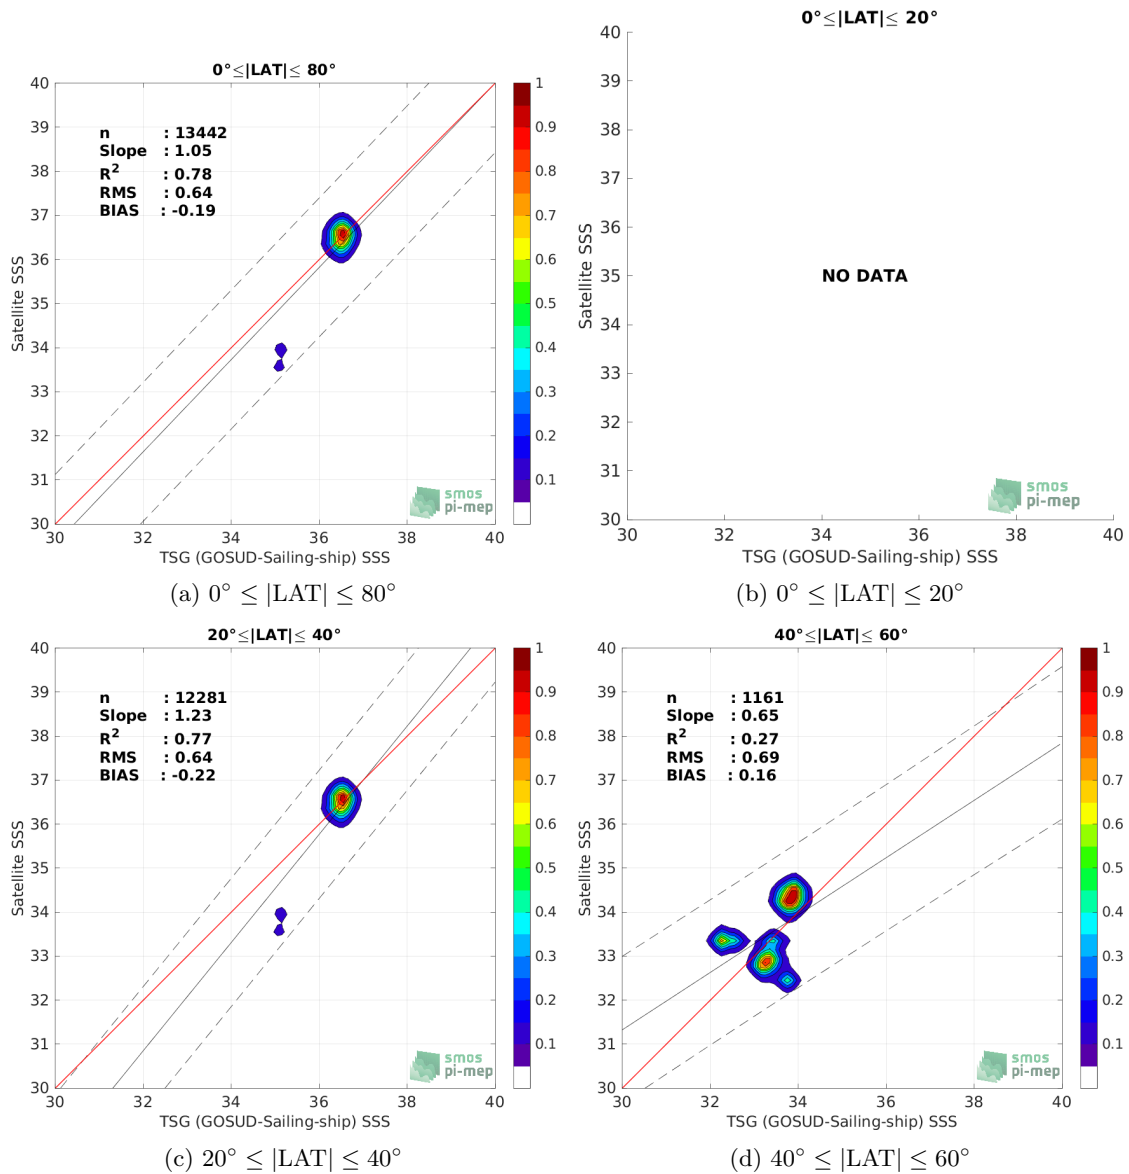 0°≤|LAT|≤ 80°
n : 13442
Slope : 1.05
R² : 0.78
RMS : 0.64
BIAS : -0.19
Satellite SSS
40
39
38
37
36
35
34
33
32
31
30
30 32 34 36 38 40
TSG (GOSUD-Sailing-ship) SSS
1
0.9
0.8
0.7
0.6
0.5
0.4
0.3
0.2
0.1
smos
pi-mep
(a) 0° ≤ |LAT| ≤ 80°
0°≤|LAT|≤ 20°
NO DATA
Satellite SSS
40
39
38
37
36
35
34
33
32
31
30
30 32 34 36 38 40
TSG (GOSUD-Sailing-ship) SSS
smos
pi-mep
(b) 0° ≤ |LAT| ≤ 20°
20°≤|LAT|≤ 40°
n : 12281
Slope : 1.23
R² : 0.77
RMS : 0.64
BIAS : -0.22
Satellite SSS
40
39
38
37
36
35
34
33
32
31
30
30 32 34 36 38 40
TSG (GOSUD-Sailing-ship) SSS
1
0.9
0.8
0.7
0.6
0.5
0.4
0.3
0.2
0.1
smos
pi-mep
(c) 20° ≤ |LAT| ≤ 40°
40°≤|LAT|≤ 60°
n : 1161
Slope : 0.65
R² : 0.27
RMS : 0.69
BIAS : 0.16
Satellite SSS
40
39
38
37
36
35
34
33
32
31
30
30 32 34 36 38 40
TSG (GOSUD-Sailing-ship) SSS
1
0.9
0.8
0.7
0.6
0.5
0.4
0.3
0.2
0.1
smos
pi-mep
(d) 40° ≤ |LAT| ≤ 60°